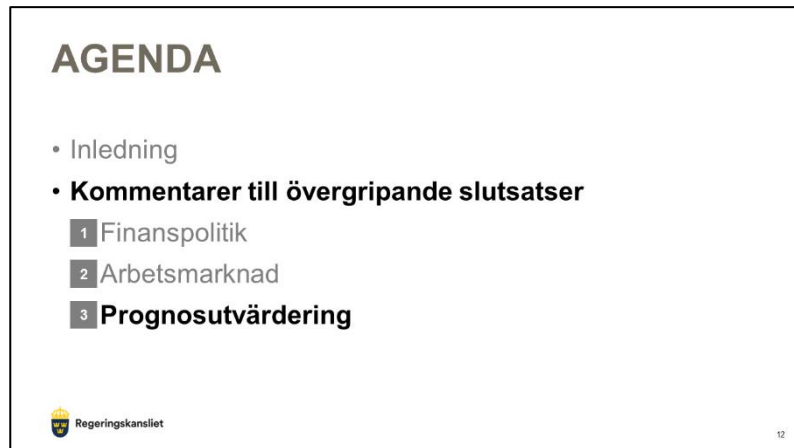 AGENDA
• Inledning
• Kommentarer till övergripande slutsatser
1 Finanspolitik
2 Arbetsmarknad
3 Prognosutvärdering
Regeringskansliet
12